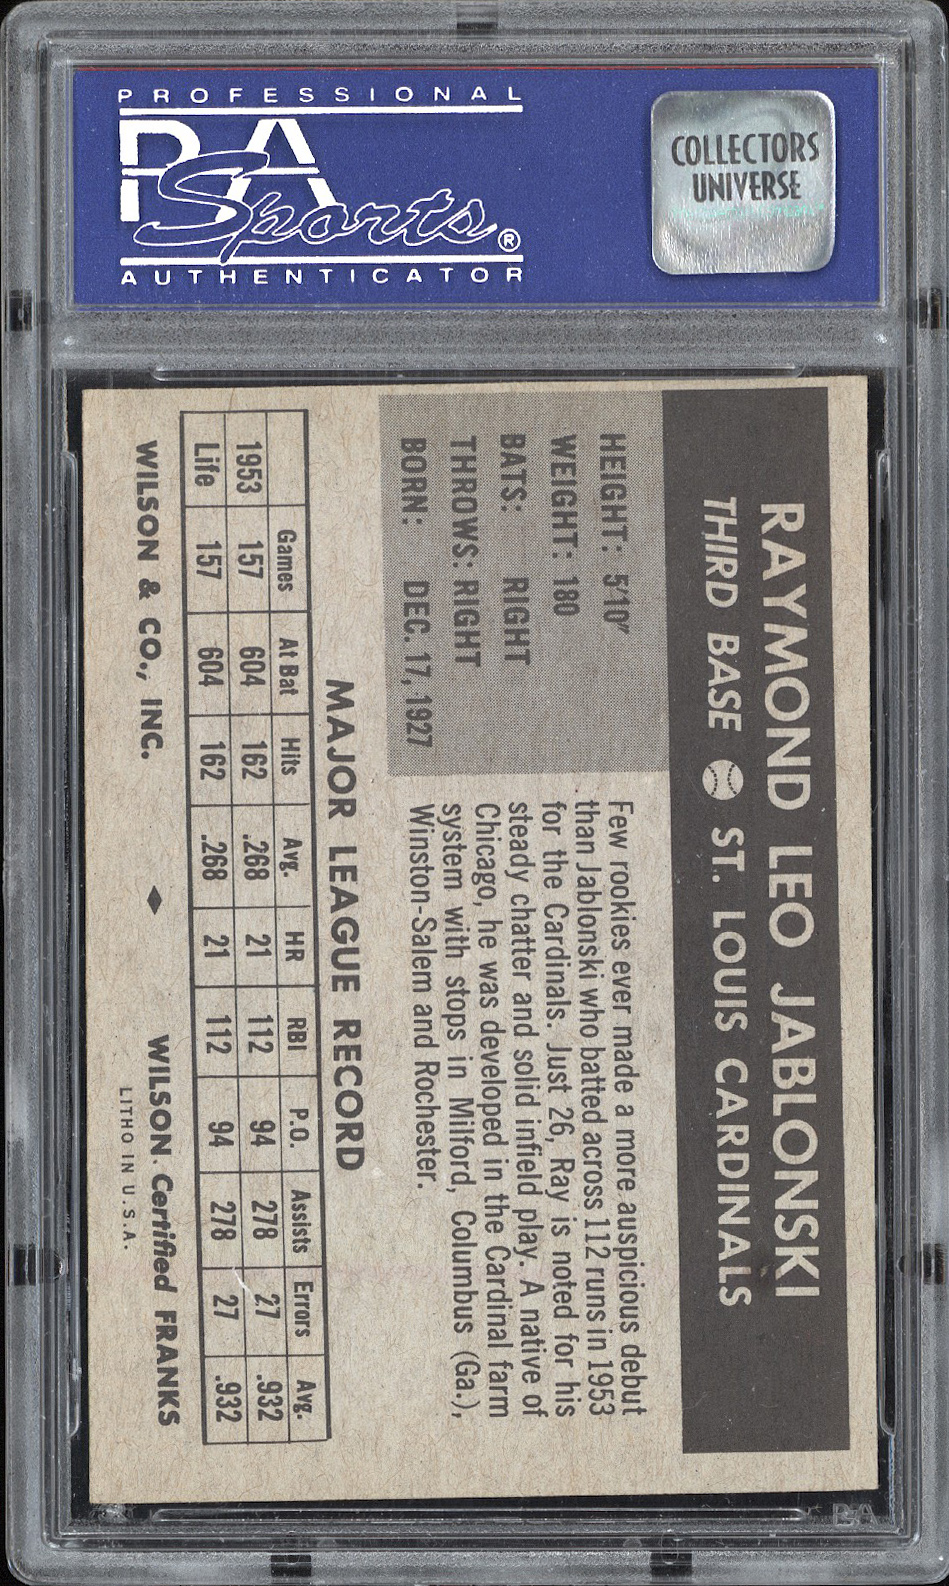 PROFESSIONAL
PSA
Sports®
AUTHENTICATOR
COLLECTORS
UNIVERSE
RAYMOND LEO JABLONSKI
THIRD BASE ST. LOUIS CARDINALS
HEIGHT: 5'10"
WEIGHT: 180
BATS: RIGHT
THROWS: RIGHT
BORN: DEC. 17, 1927
Few rookies ever made a more auspicious debut
than Jablonski who batted across 112 runs in 1953
for the Cardinals. Just 26, Ray is noted for his
steady chatter and solid infield play. A native of
Chicago, he was developed in the Cardinal farm
system with stops in Milford, Columbus (Ga.),
Winston-Salem and Rochester.
MAJOR LEAGUE RECORD
Games At Bat Hits Avg. HR RBI P.O. Assists Errors Avg.
1953 157 604 162 .268 21 112 94 278 27 .932
Life 157 604 162 .268 21 112 94 278 27 .932
WILSON & CO., INC. ♦ WILSON Certified FRANKS
LITHO IN U.S.A.
PSA